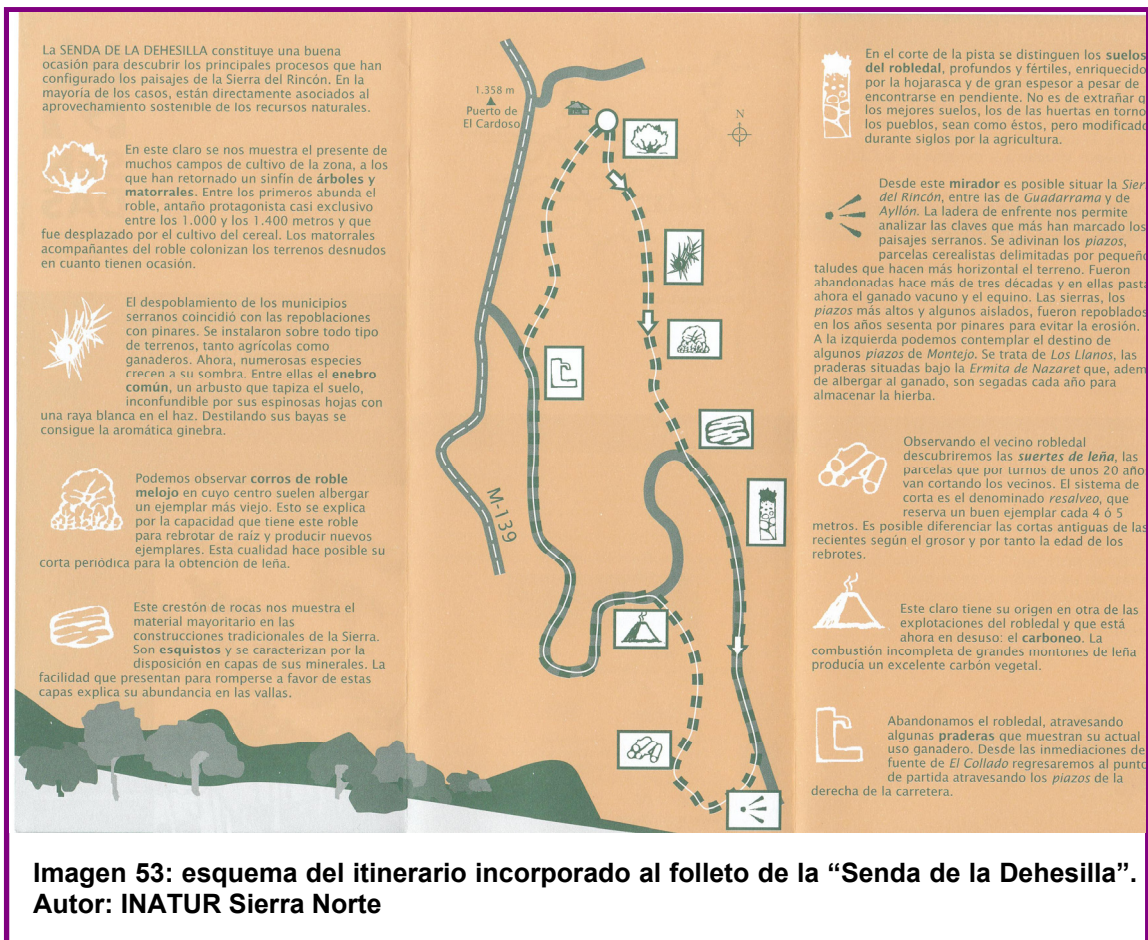 La SENDA DE LA DEHESILLA constituye una buena
ocasión para descubrir los principales procesos que han
configurado los paisajes de la Sierra del Rincón. En la
mayoría de los casos, están directamente asociados al
aprovechamiento sostenible de los recursos naturales.
En este claro se nos muestra el presente de
muchos campos de cultivo de la zona, a los
que han retornado un sinfín de árboles y
matorrales. Entre los primeros abunda el
roble, antaño protagonista casi exclusivo
entre los 1.000 y los 1.400 metros y que
fue desplazado por el cultivo del cereal. Los matorrales
acompañantes del roble colonizan los terrenos desnudos
en cuanto tienen ocasión.
El despoblamiento de los municipios
serranos coincidió con las repoblaciones
con pinares. Se instalaron sobre todo tipo
de terrenos, tanto agrícolas como
ganaderos. Ahora, numerosas especies
crecen a su sombra. Entre ellas el enebro
común, un arbusto que tapiza el suelo,
inconfundible por sus espinosas hojas con
una raya blanca en el haz. Destilando sus bayas se
consigue la aromática ginebra.
Podemos observar corros de roble
melojo en cuyo centro suelen albergar
un ejemplar más viejo. Esto se explica
por la capacidad que tiene este roble
para rebrotar de raíz y producir nuevos
ejemplares. Esta cualidad hace posible su
corta periódica para la obtención de leña.
Este crestón de rocas nos muestra el
material mayoritario en las
construcciones tradicionales de la Sierra.
Son esquistos y se caracterizan por la
disposición en capas de sus minerales. La
facilidad que presentan para romperse a favor de estas
capas explica su abundancia en las vallas.
1.358 m
Puerto de
El Cardoso
N
M-139
En el corte de la pista se distinguen los suelos
del robledal, profundos y fértiles, enriquecido
por la hojarasca y de gran espesor a pesar de
encontrarse en pendiente. No es de extrañar q
los mejores suelos, los de las huertas en torno
los pueblos, sean como éstos, pero modificado
durante siglos por la agricultura.
Desde este mirador es posible situar la Sier
del Rincón, entre las de Guadarrama y de
Ayllón. La ladera de enfrente nos permite
analizar las claves que más han marcado los
paisajes serranos. Se adivinan los piazos,
parcelas cerealistas delimitadas por pequeño
taludes que hacen más horizontal el terreno. Fueron
abandonadas hace más de tres décadas y en ellas pasta
ahora el ganado vacuno y el equino. Las sierras, los
piazos más altos y algunos aislados, fueron repoblados
en los años sesenta por pinares para evitar la erosión.
A la izquierda podemos contemplar el destino de
algunos piazos de Montejo. Se trata de Los Llanos, las
praderas situadas bajo la Ermita de Nazaret que, adem
de albergar al ganado, son segadas cada año para
almacenar la hierba.
Observando el vecino robledal
descubriremos las suertes de leña, las
parcelas que por turnos de unos 20 año
van cortando los vecinos. El sistema de
corta es el denominado resalveo, que
reserva un buen ejemplar cada 4 ó 5
metros. Es posible diferenciar las cortas antiguas de las
recientes según el grosor y por tanto la edad de los
rebrotes.
Este claro tiene su origen en otra de las
explotaciones del robledal y que está
ahora en desuso: el carboneo. La
combustión incompleta de grandes montones de leña
producía un excelente carbón vegetal.
Abandonamos el robledal, atravesando
algunas praderas que muestran su actual
uso ganadero. Desde las inmediaciones de
fuente de El Collado regresaremos al punto
de partida atravesando los piazos de la
derecha de la carretera.
Imagen 53: esquema del itinerario incorporado al folleto de la “Senda de la Dehesilla”.
Autor: INATUR Sierra Norte